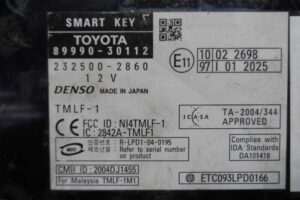 SMART KEY
TOYOTA
89990-30112
232500-2860
12V
DENSO MADE IN JAPAN
TMLF-1
E11
10 02 2698
97 I 01 2025
FCC ID : NI4TMLF-1
IC : 2842A-TMLF1
ICASA
TA-2004/344
APPROVED
MIC
R-LPD1-04-0195
Refer to serial number
on product
Complies with
IDA Standards
DA101418
CMII ID : 2004DJ1455
For Malaysia TMLF-1M1
ETC093LPD0166